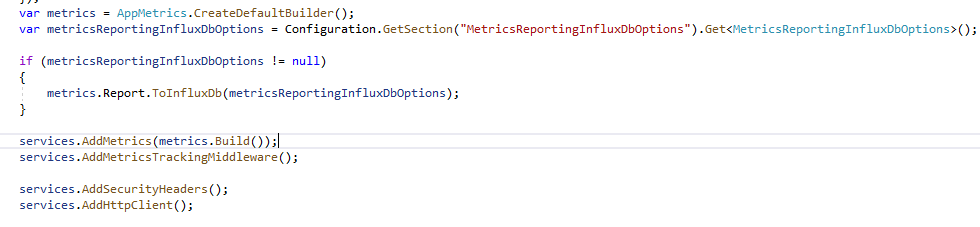 var metrics = AppMetrics.CreateDefaultBuilder();
var metricsReportingInfluxDbOptions = Configuration.GetSection("MetricsReportingInfluxDbOptions").Get<MetricsReportingInfluxDbOptions>();
if (metricsReportingInfluxDbOptions != null)
{
metrics.Report.ToInfluxDb(metricsReportingInfluxDbOptions);
}
services.AddMetrics(metrics.Build());
services.AddMetricsTrackingMiddleware();
services.AddSecurityHeaders();
services.AddHttpClient();